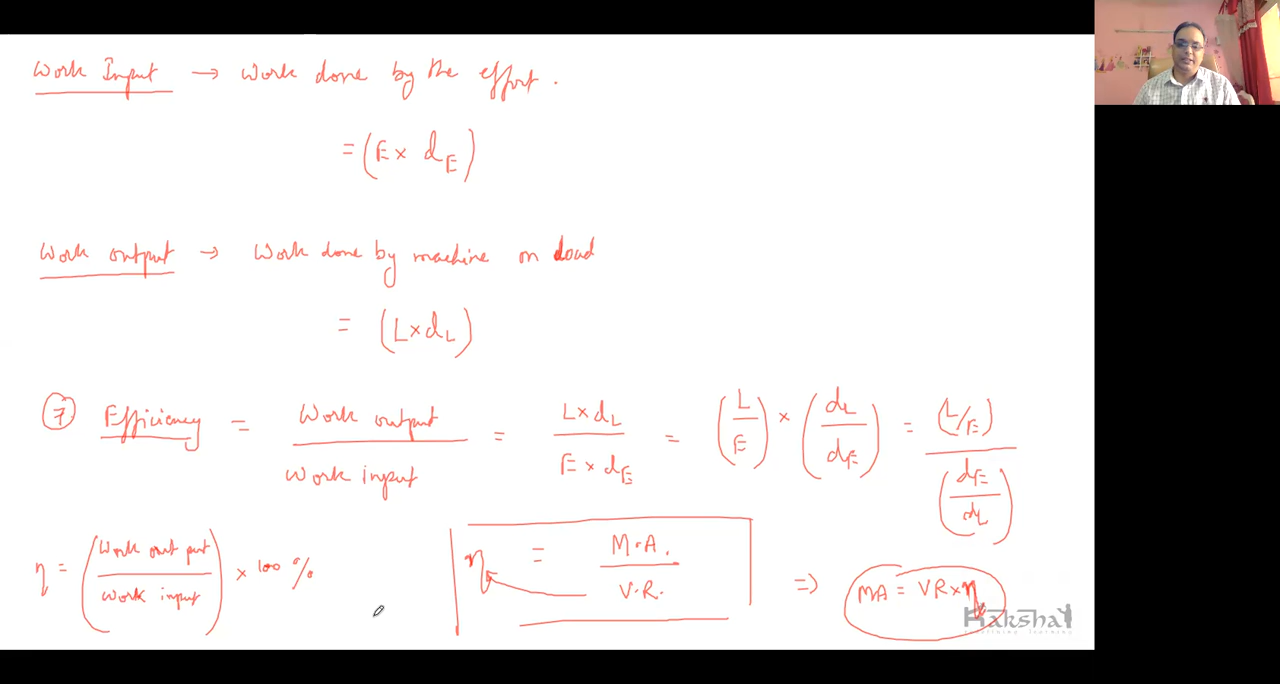 Work Input → Work done by the effort.
= (E × dE)
Work output → Work done by machine on Load
= (L×dL)
7 Efficiency = Work output / Work input = L×dL / E×dE = (L/E) × (dL/dE) = (L/E) / (dE/dL)
η = (Work out put / Work input) × 100 %
η = M.A. / V.R. ⇒ MA = VR×η
Haksha